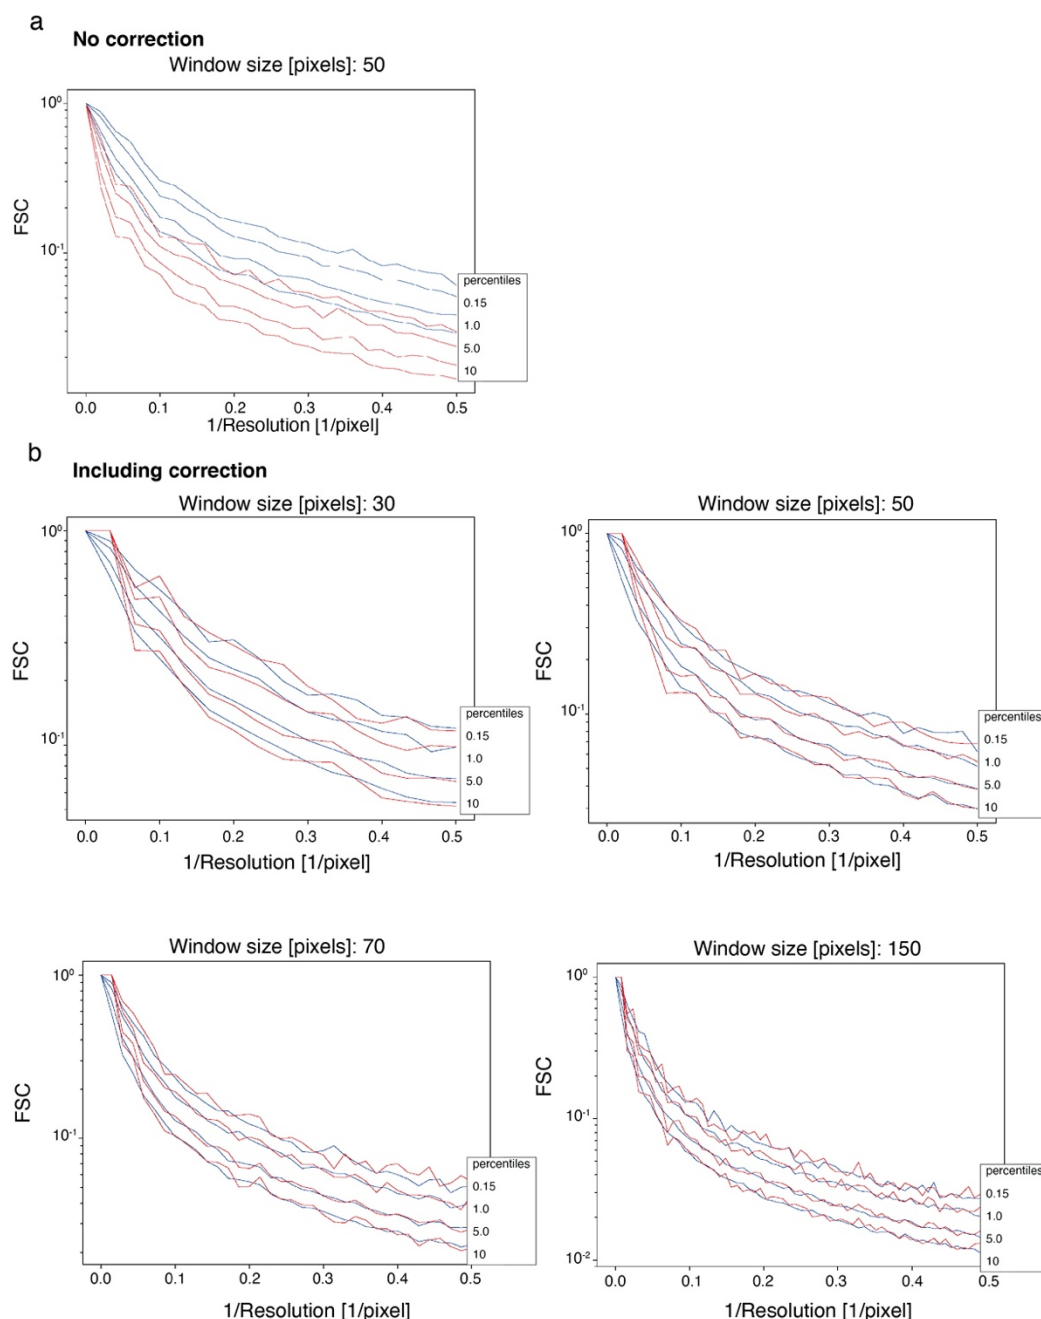 a
No correction
Window size [pixels]: 50
10⁰
10⁻¹
FSC
percentiles
0.15
1.0
5.0
10
0.0 0.1 0.2 0.3 0.4 0.5
1/Resolution [1/pixel]
b
Including correction
Window size [pixels]: 30
10⁰
10⁻¹
FSC
percentiles
0.15
1.0
5.0
10
0.0 0.1 0.2 0.3 0.4 0.5
1/Resolution [1/pixel]
Window size [pixels]: 50
10⁰
10⁻¹
FSC
percentiles
0.15
1.0
5.0
10
0.0 0.1 0.2 0.3 0.4 0.5
1/Resolution [1/pixel]
Window size [pixels]: 70
10⁰
10⁻¹
FSC
percentiles
0.15
1.0
5.0
10
0.0 0.1 0.2 0.3 0.4 0.5
1/Resolution [1/pixel]
Window size [pixels]: 150
10⁰
10⁻¹
10⁻²
FSC
percentiles
0.15
1.0
5.0
10
0.0 0.1 0.2 0.3 0.4 0.5
1/Resolution [1/pixel]